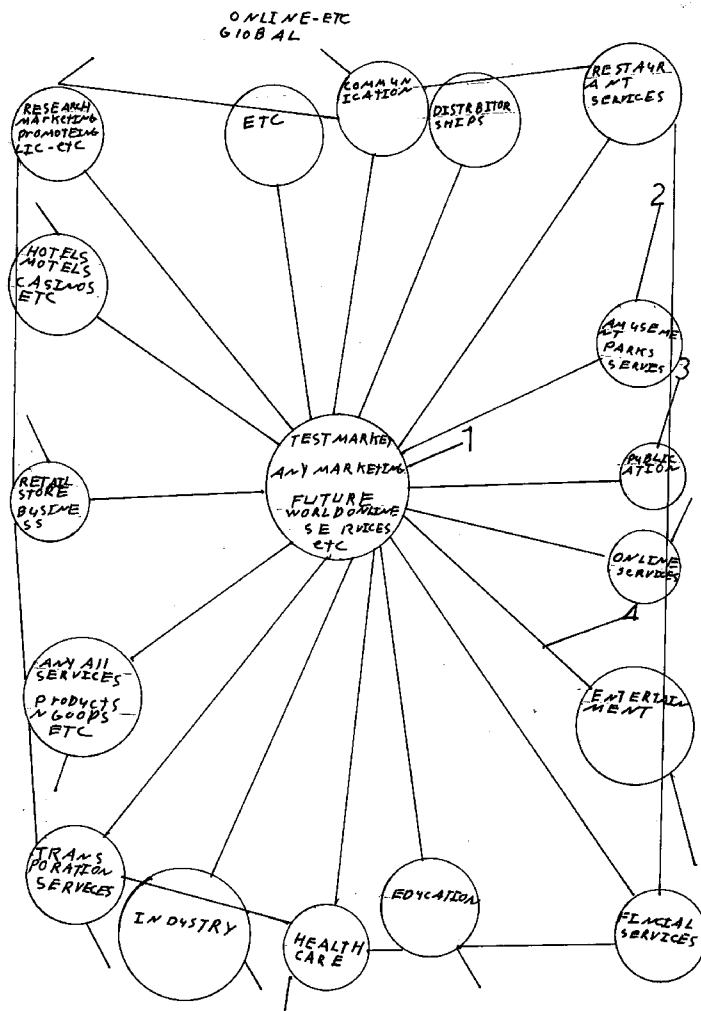 ONLINE-ETC
GlOBAL
COMMUN
ICATION
RESTAUR
ANT
SERVICES
RESEARCH
MARKETING
PROMOTEING
LIC-etc
ETC
DISTRBITOR
SHIPS
2
HOTELS
MOTELS
CASINOS
ETC
AMUSEME
NT
PARKS
SERVIES
3
TEST MARKET
1
ANY MARKETING
FUTURE
WORLD ONLINE
SERVICES
etc
PUBLIC
ATION
RETAIL
STORE
BUSINE
SS
ONLINE
SERVICES
4
ANY All
SERVICES
PRODUCTS
N GOODS
ETC
ENTERTAIN
MENT
TRANS
PORATION
SERVECES
INDUSTRY
HEALTH
CARE
EDUCATION
FINCIAL
SERVICES